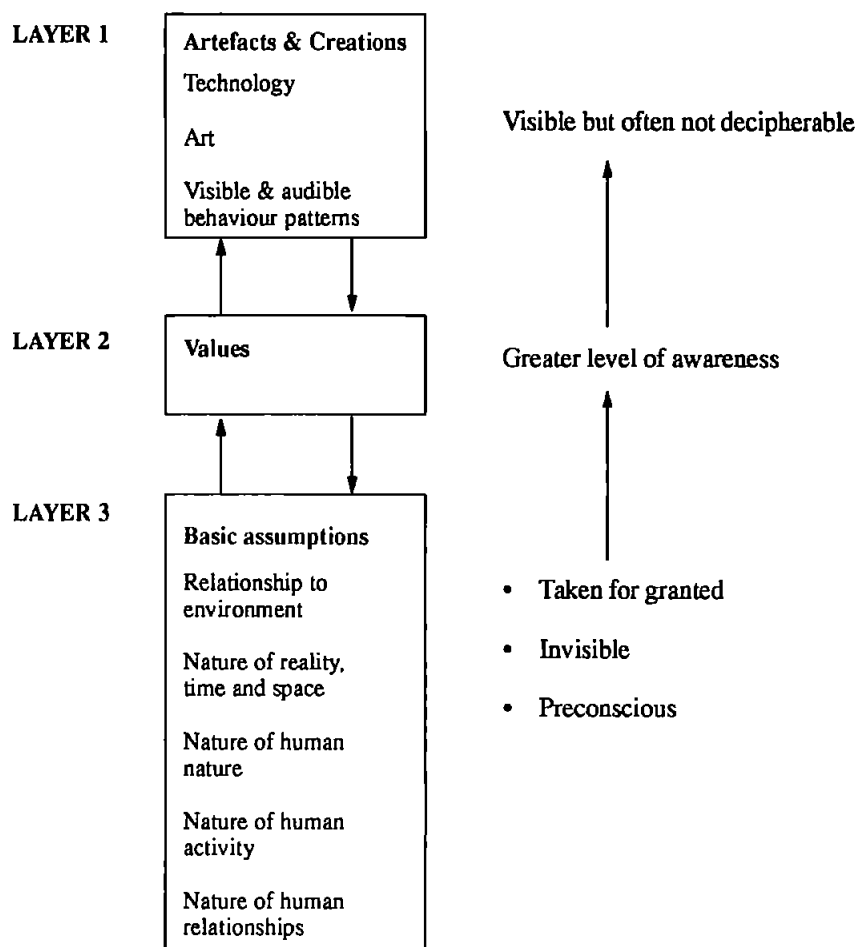 LAYER 1
Artefacts & Creations
Technology
Art
Visible & audible
behaviour patterns
Visible but often not decipherable
LAYER 2
Values
Greater level of awareness
LAYER 3
Basic assumptions
Relationship to
environment
Nature of reality,
time and space
Nature of human
nature
Nature of human
activity
Nature of human
relationships
• Taken for granted
• Invisible
• Preconscious